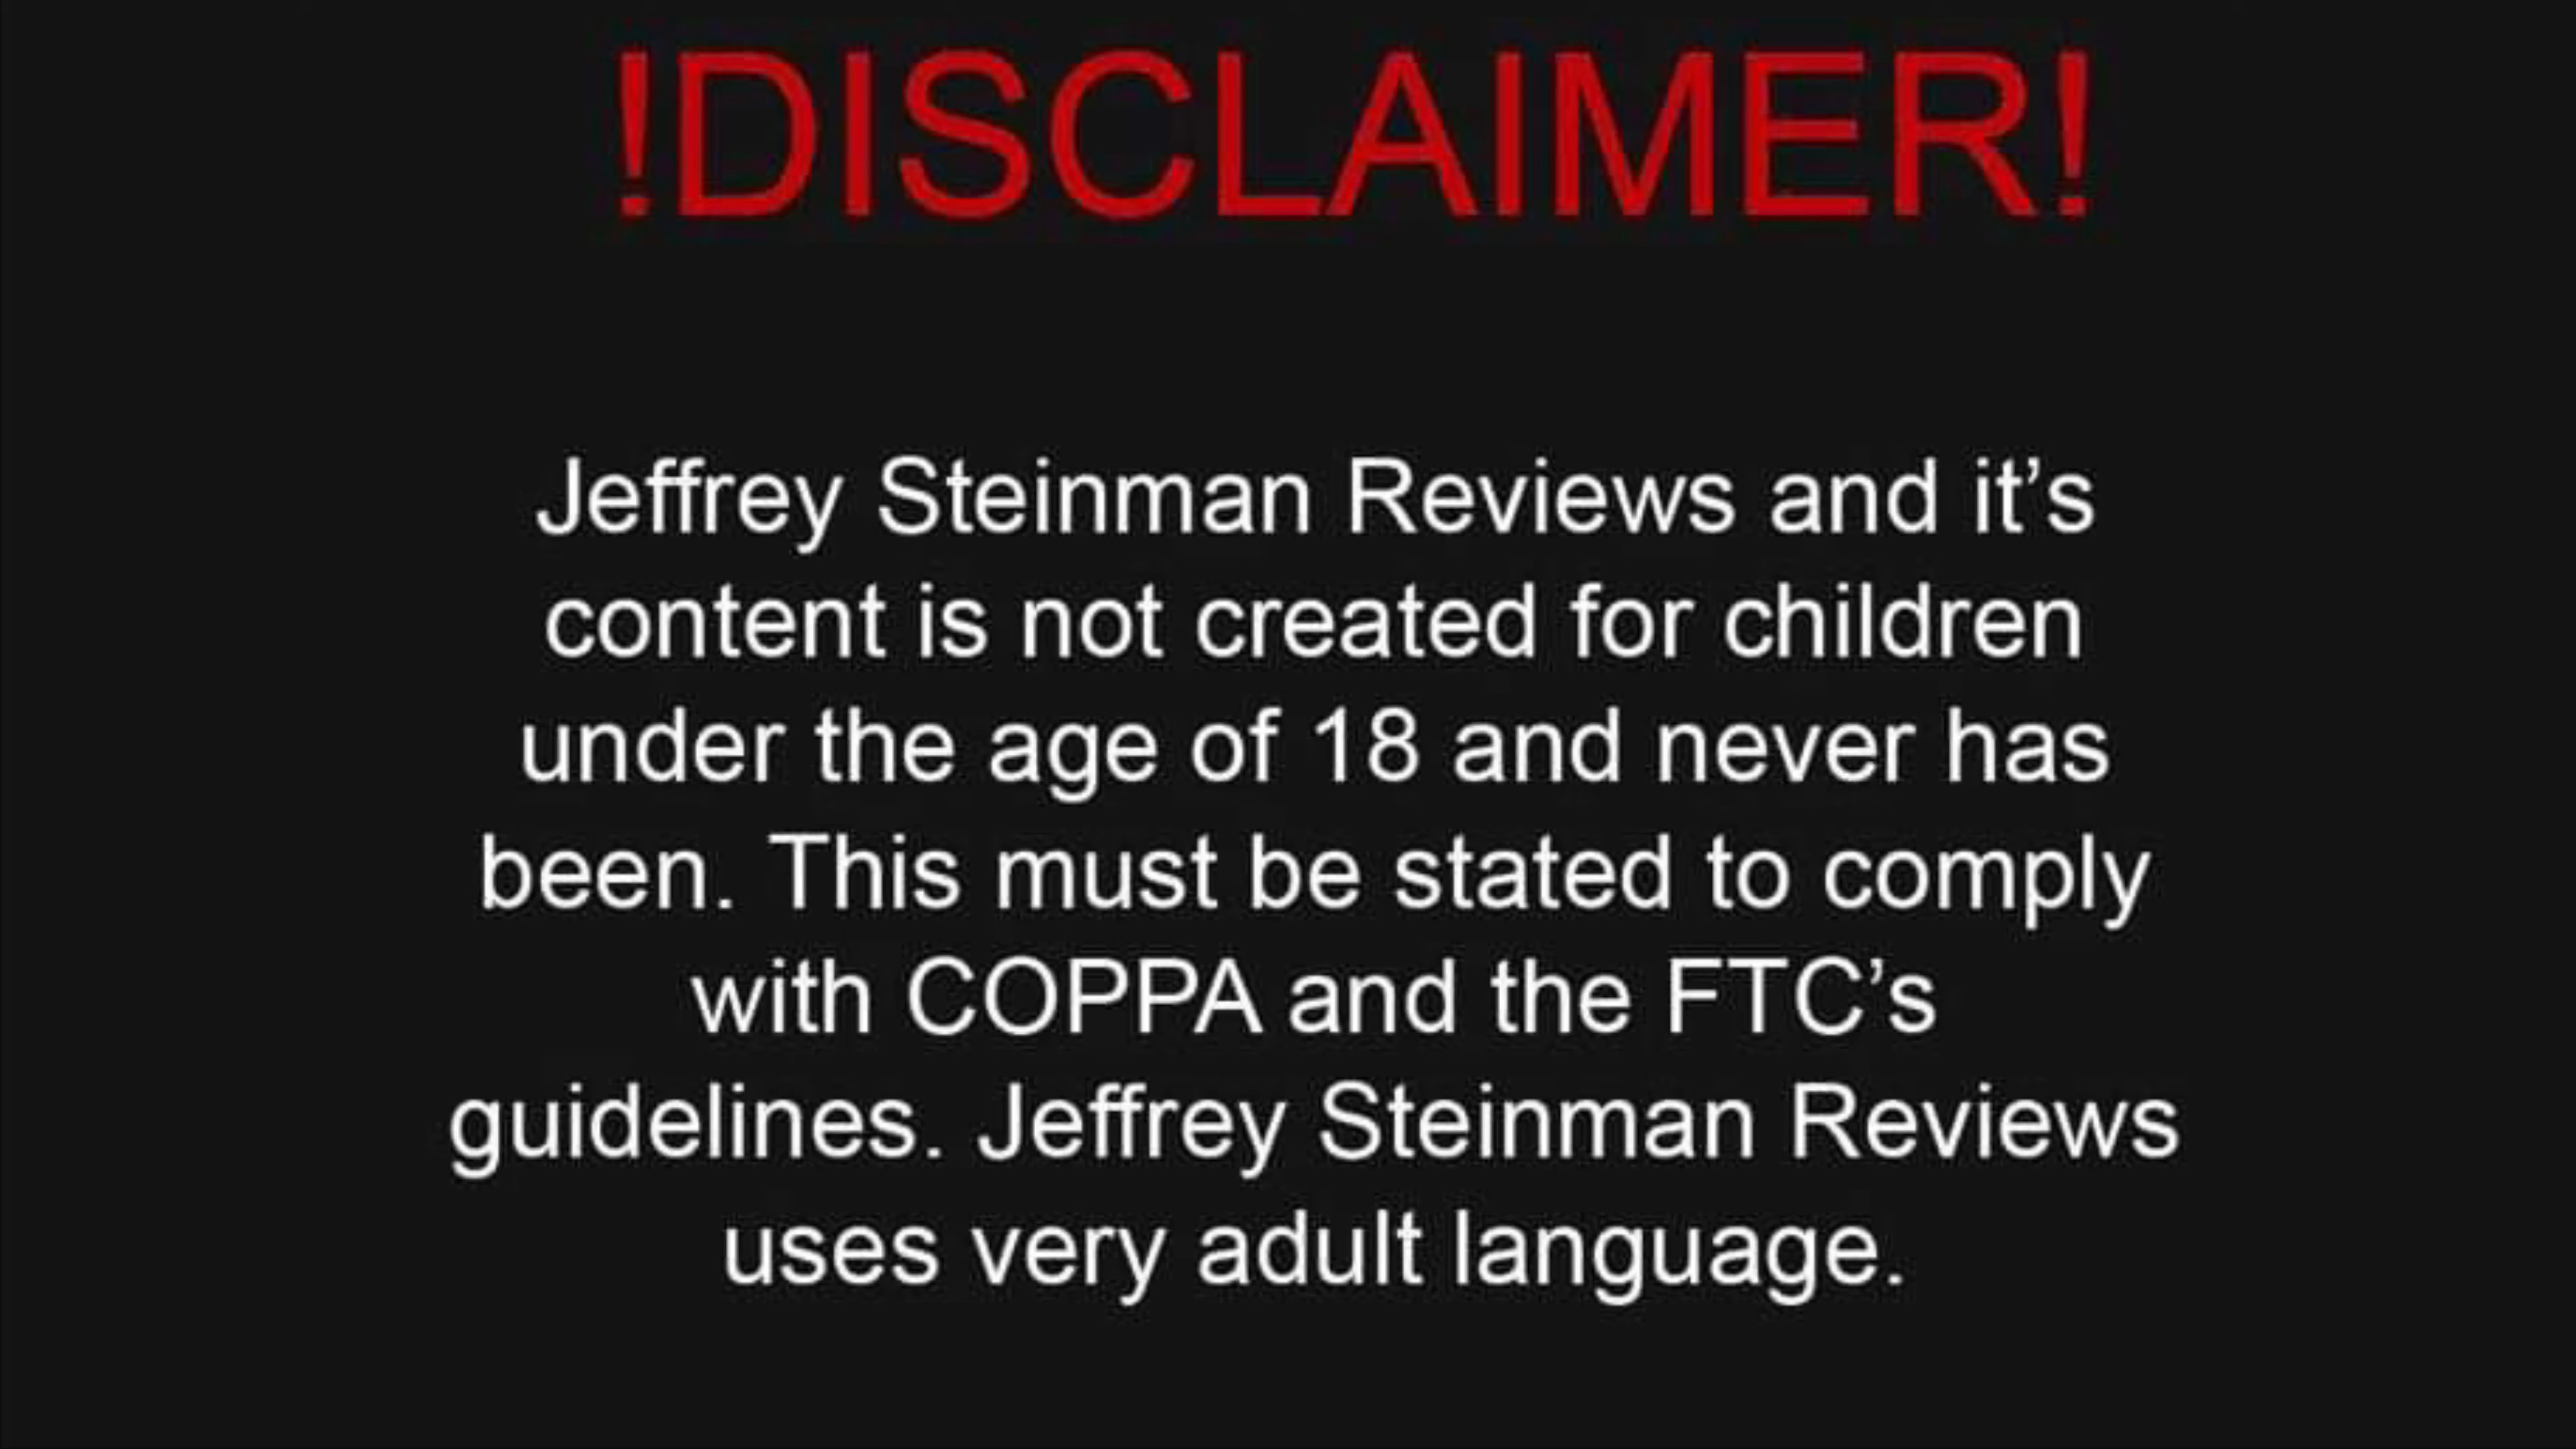 !DISCLAIMER!
Jeffrey Steinman Reviews and it’s
content is not created for children
under the age of 18 and never has
been. This must be stated to comply
with COPPA and the FTC’s
guidelines. Jeffrey Steinman Reviews
uses very adult language.